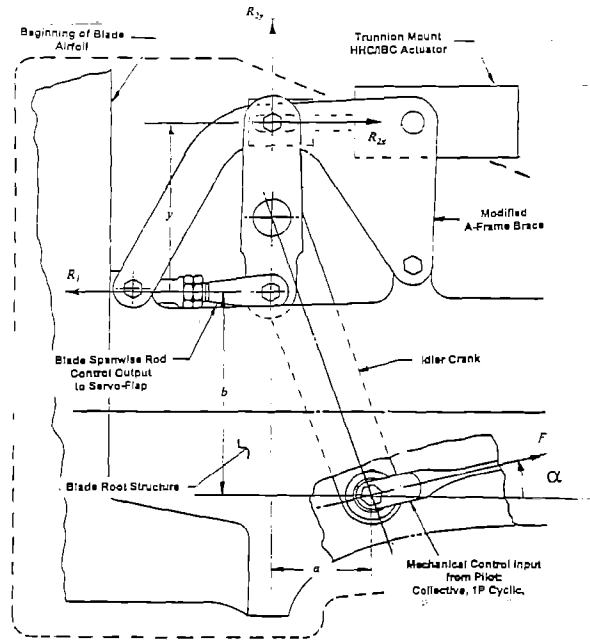 R2y
Beginning of Blade
Airfoil
Trunnion Mount
HHC/IBC Actuator
R2x
y
Modified
A-Frame Brace
R1
Blade Spanwise Rod
Control Output
to Servo-Flap
b
Idler Crank
F
α
Blade Root Structure
a
Mechanical Control Input
from Pilot:
Collective, 1P Cyclic,